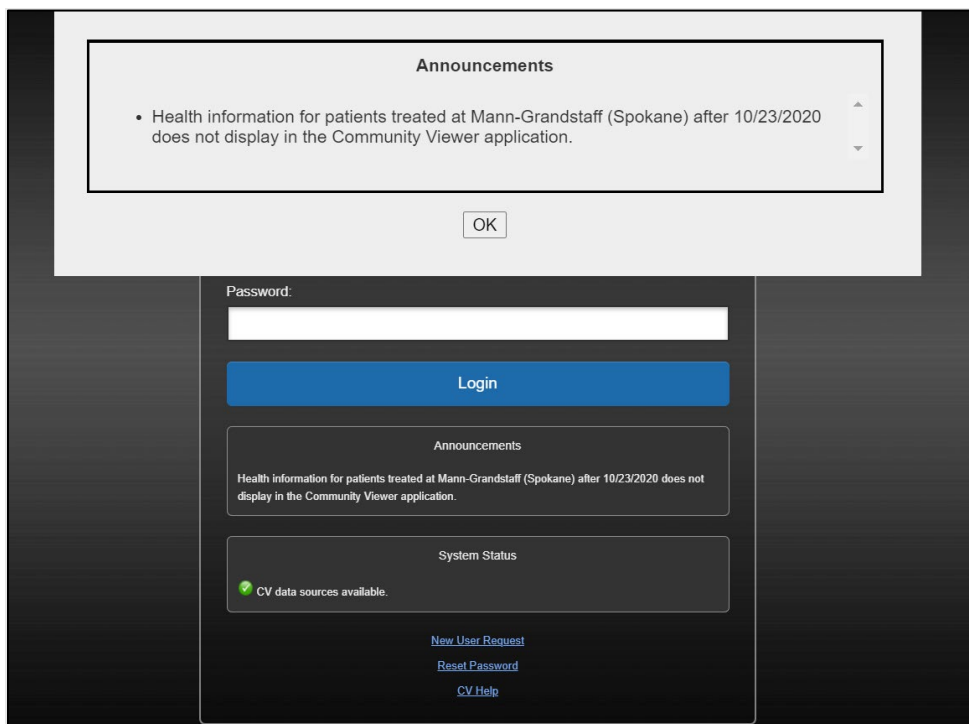 Announcements
• Health information for patients treated at Mann-Grandstaff (Spokane) after 10/23/2020
does not display in the Community Viewer application.
OK
Password:
Login
Announcements
Health information for patients treated at Mann-Grandstaff (Spokane) after 10/23/2020 does not
display in the Community Viewer application.
System Status
CV data sources available.
New User Request
Reset Password
CV Help